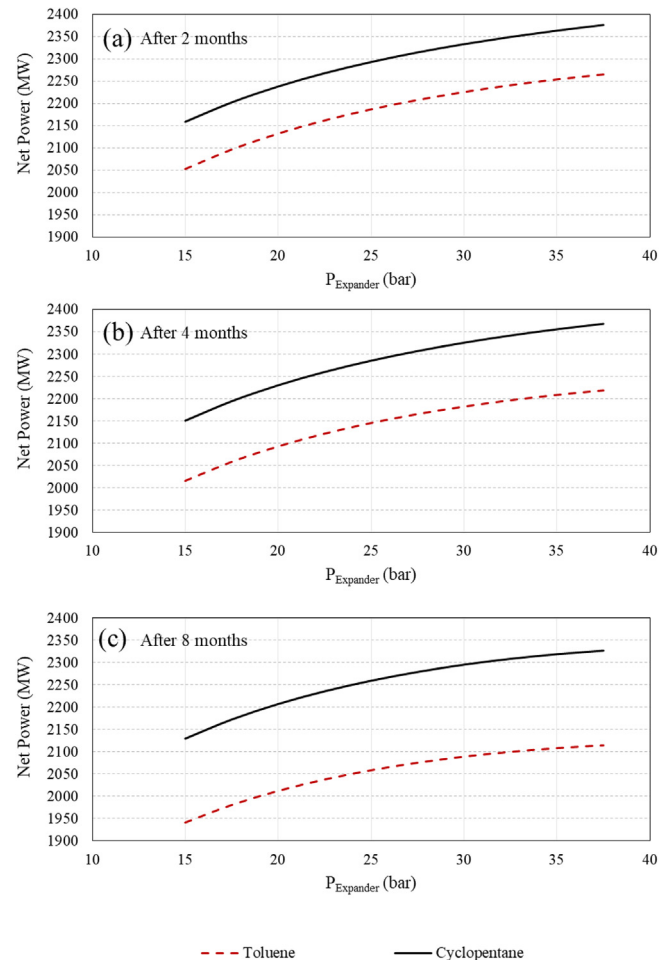 (a) After 2 months
Net Power (MW)
2400
2350
2300
2250
2200
2150
2100
2050
2000
1950
1900
10 15 20 25 30 35 40
P_Expander (bar)
(b) After 4 months
Net Power (MW)
2400
2350
2300
2250
2200
2150
2100
2050
2000
1950
1900
10 15 20 25 30 35 40
P_Expander (bar)
(c) After 8 months
Net Power (MW)
2400
2350
2300
2250
2200
2150
2100
2050
2000
1950
1900
10 15 20 25 30 35 40
P_Expander (bar)
Toluene Cyclopentane